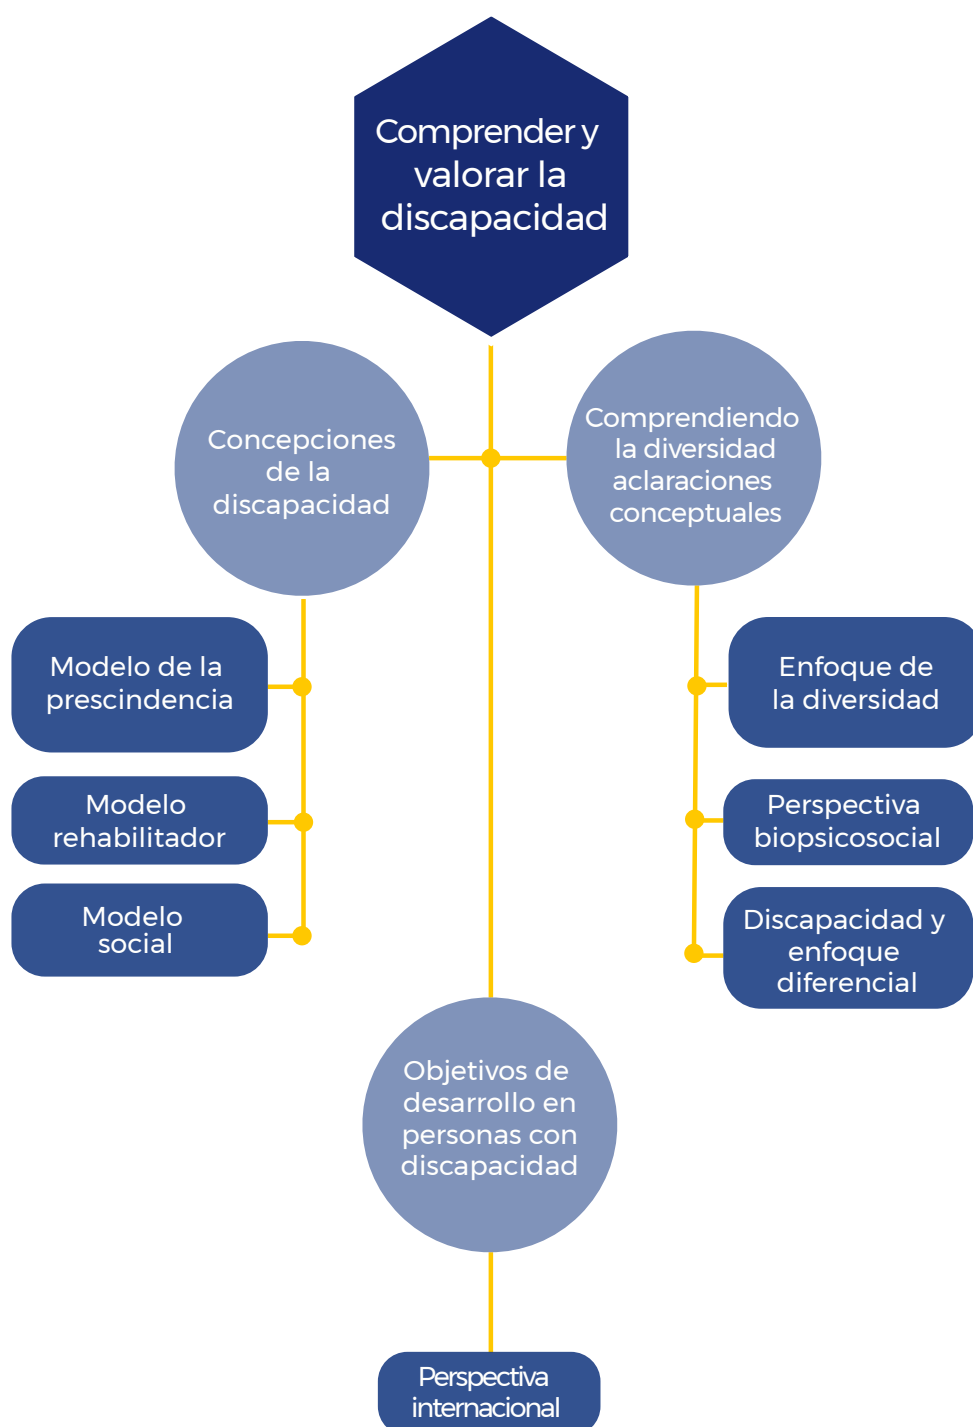 Comprender y
valorar la
discapacidad
Concepciones
de la
discapacidad
Comprendiendo
la diversidad
aclaraciones
conceptuales
Modelo de la
prescindencia
Modelo
rehabilitador
Modelo
social
Enfoque de
la diversidad
Perspectiva
biopsicosocial
Discapacidad y
enfoque
diferencial
Objetivos de
desarrollo en
personas con
discapacidad
Perspectiva
internacional